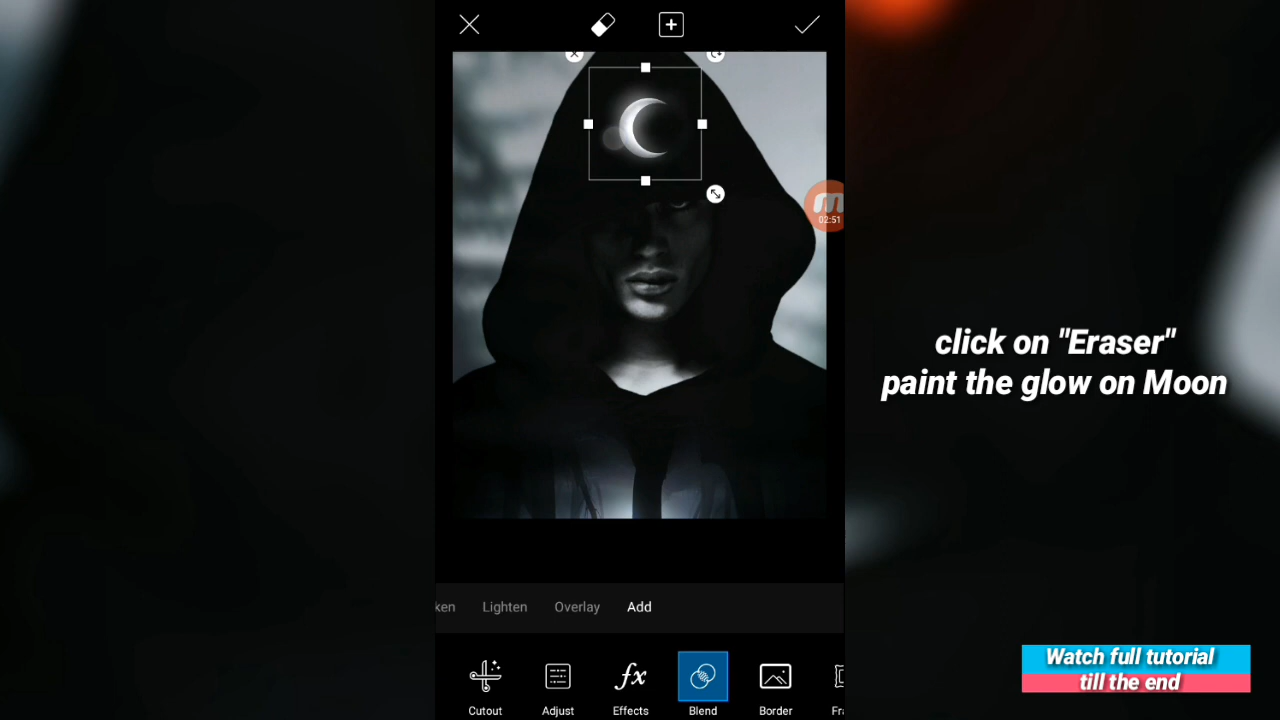 02:51
click on "Eraser"
paint the glow on Moon
ken Lighten Overlay Add
Watch full tutorial
till the end
Cutout Adjust Effects Blend Border Fra
fx